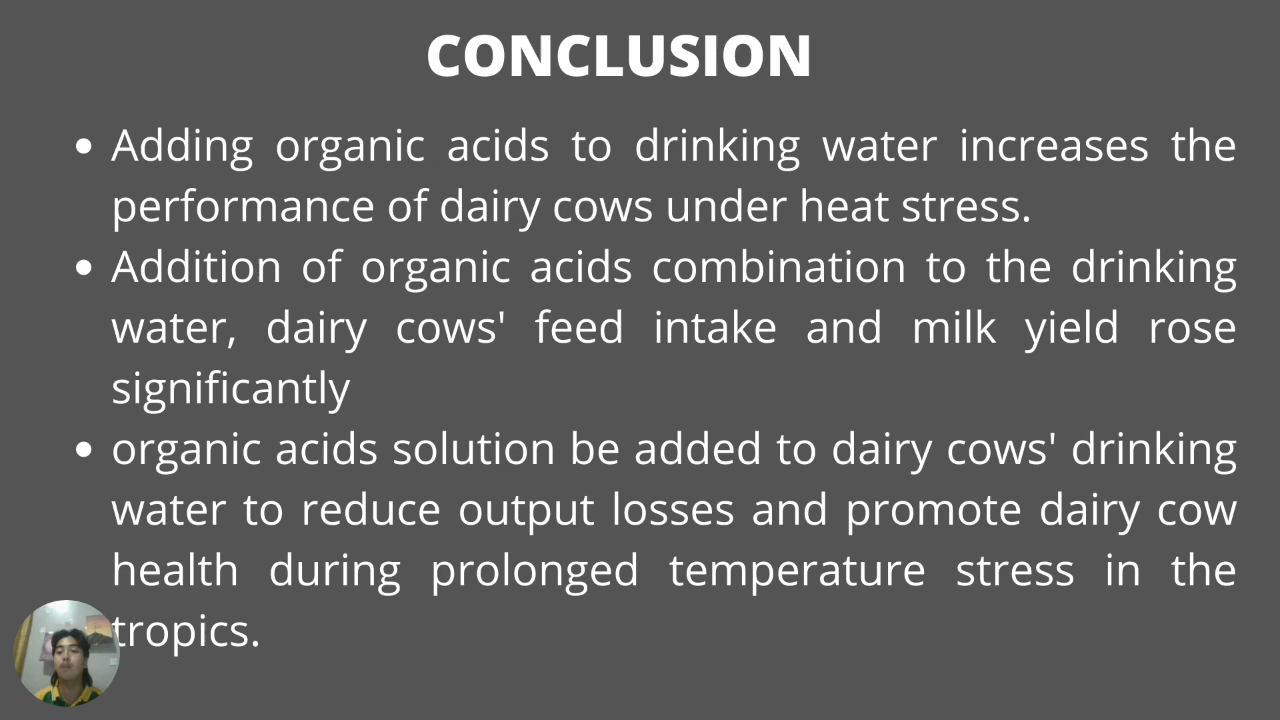 CONCLUSION
• Adding organic acids to drinking water increases the
performance of dairy cows under heat stress.
• Addition of organic acids combination to the drinking
water, dairy cows' feed intake and milk yield rose
significantly
• organic acids solution be added to dairy cows' drinking
water to reduce output losses and promote dairy cow
health during prolonged temperature stress in the
tropics.